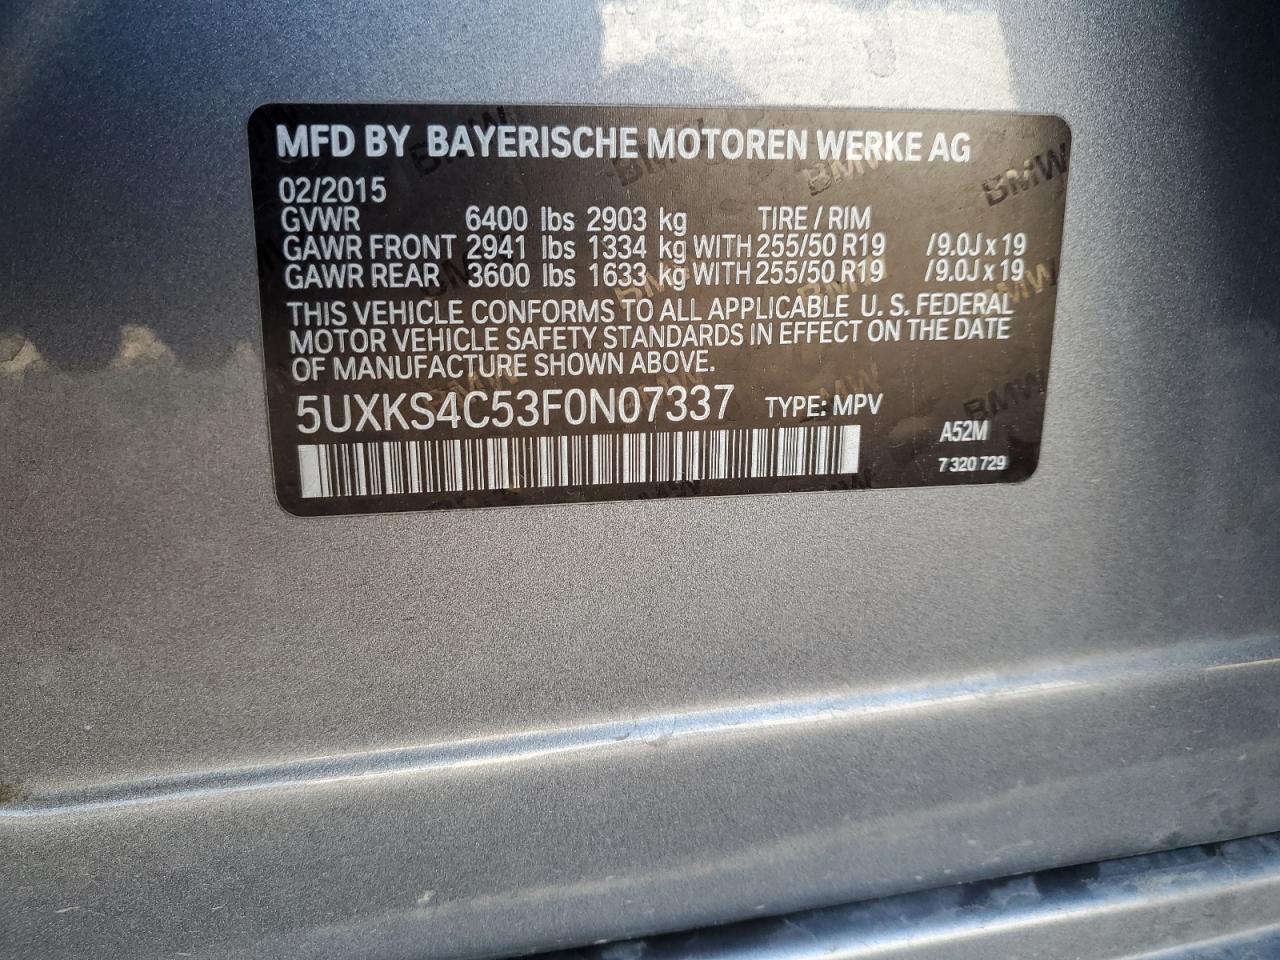 MFD BY BAYERISCHE MOTOREN WERKE AG
02/2015
GVWR 6400 lbs 2903 kg TIRE / RIM
GAWR FRONT 2941 lbs 1334 kg WITH 255/50 R19 /9.0J x 19
GAWR REAR 3600 lbs 1633 kg WITH 255/50 R19 /9.0J x 19
THIS VEHICLE CONFORMS TO ALL APPLICABLE U. S. FEDERAL
MOTOR VEHICLE SAFETY STANDARDS IN EFFECT ON THE DATE
OF MANUFACTURE SHOWN ABOVE.
5UXKS4C53F0N07337 TYPE: MPV
A52M
7 320 729